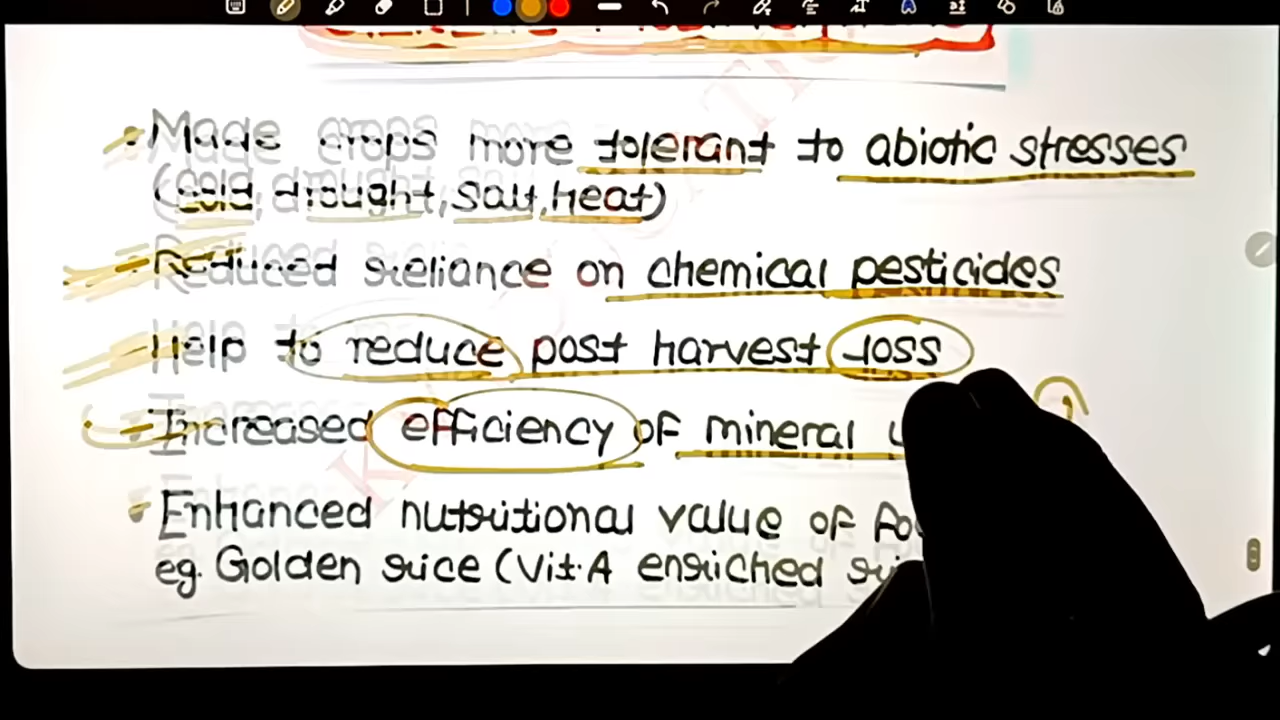 Made crops more tolerant to abiotic stresses
(cold, drought, salt, heat)
Reduced reliance on chemical pesticides
Help to reduce post harvest loss
Increased efficiency of mineral
Enhanced nutritional value of
eg. Golden rice (Vit.A enriched